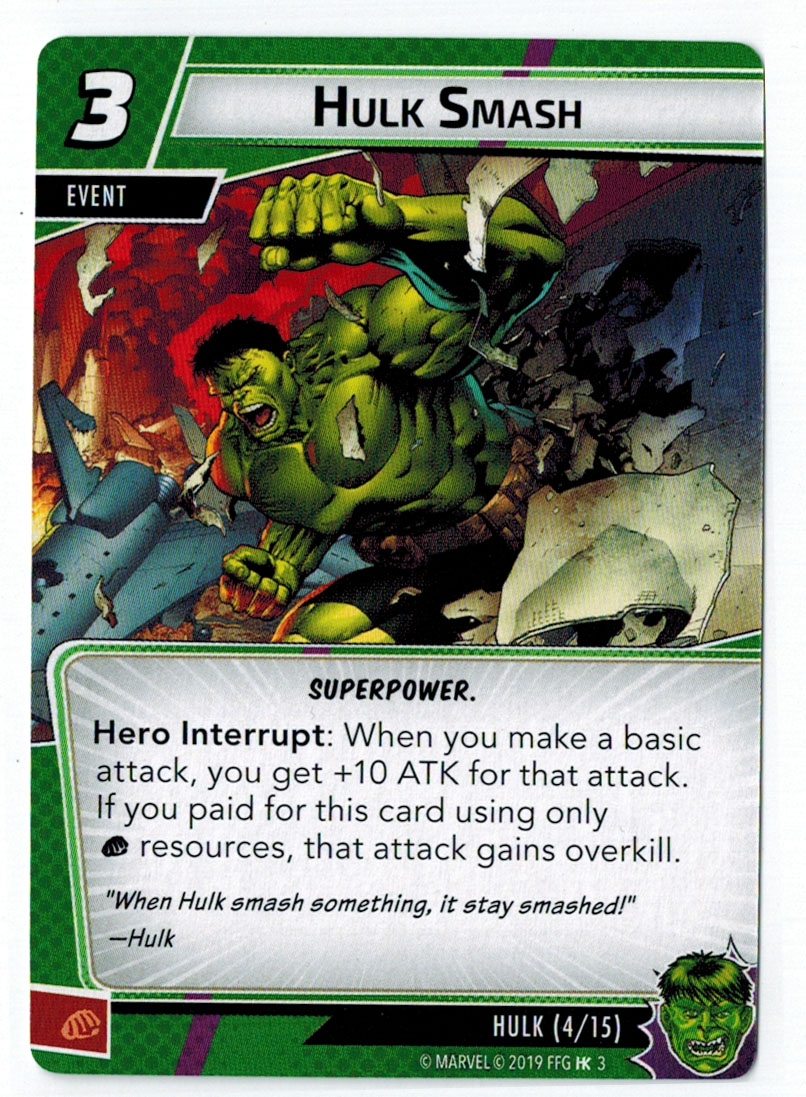 3
HULK SMASH
EVENT
SUPERPOWER.
Hero Interrupt: When you make a basic
attack, you get +10 ATK for that attack.
If you paid for this card using only
resources, that attack gains overkill.
"When Hulk smash something, it stay smashed!"
—Hulk
HULK (4/15)
© MARVEL © 2019 FFG HK 3